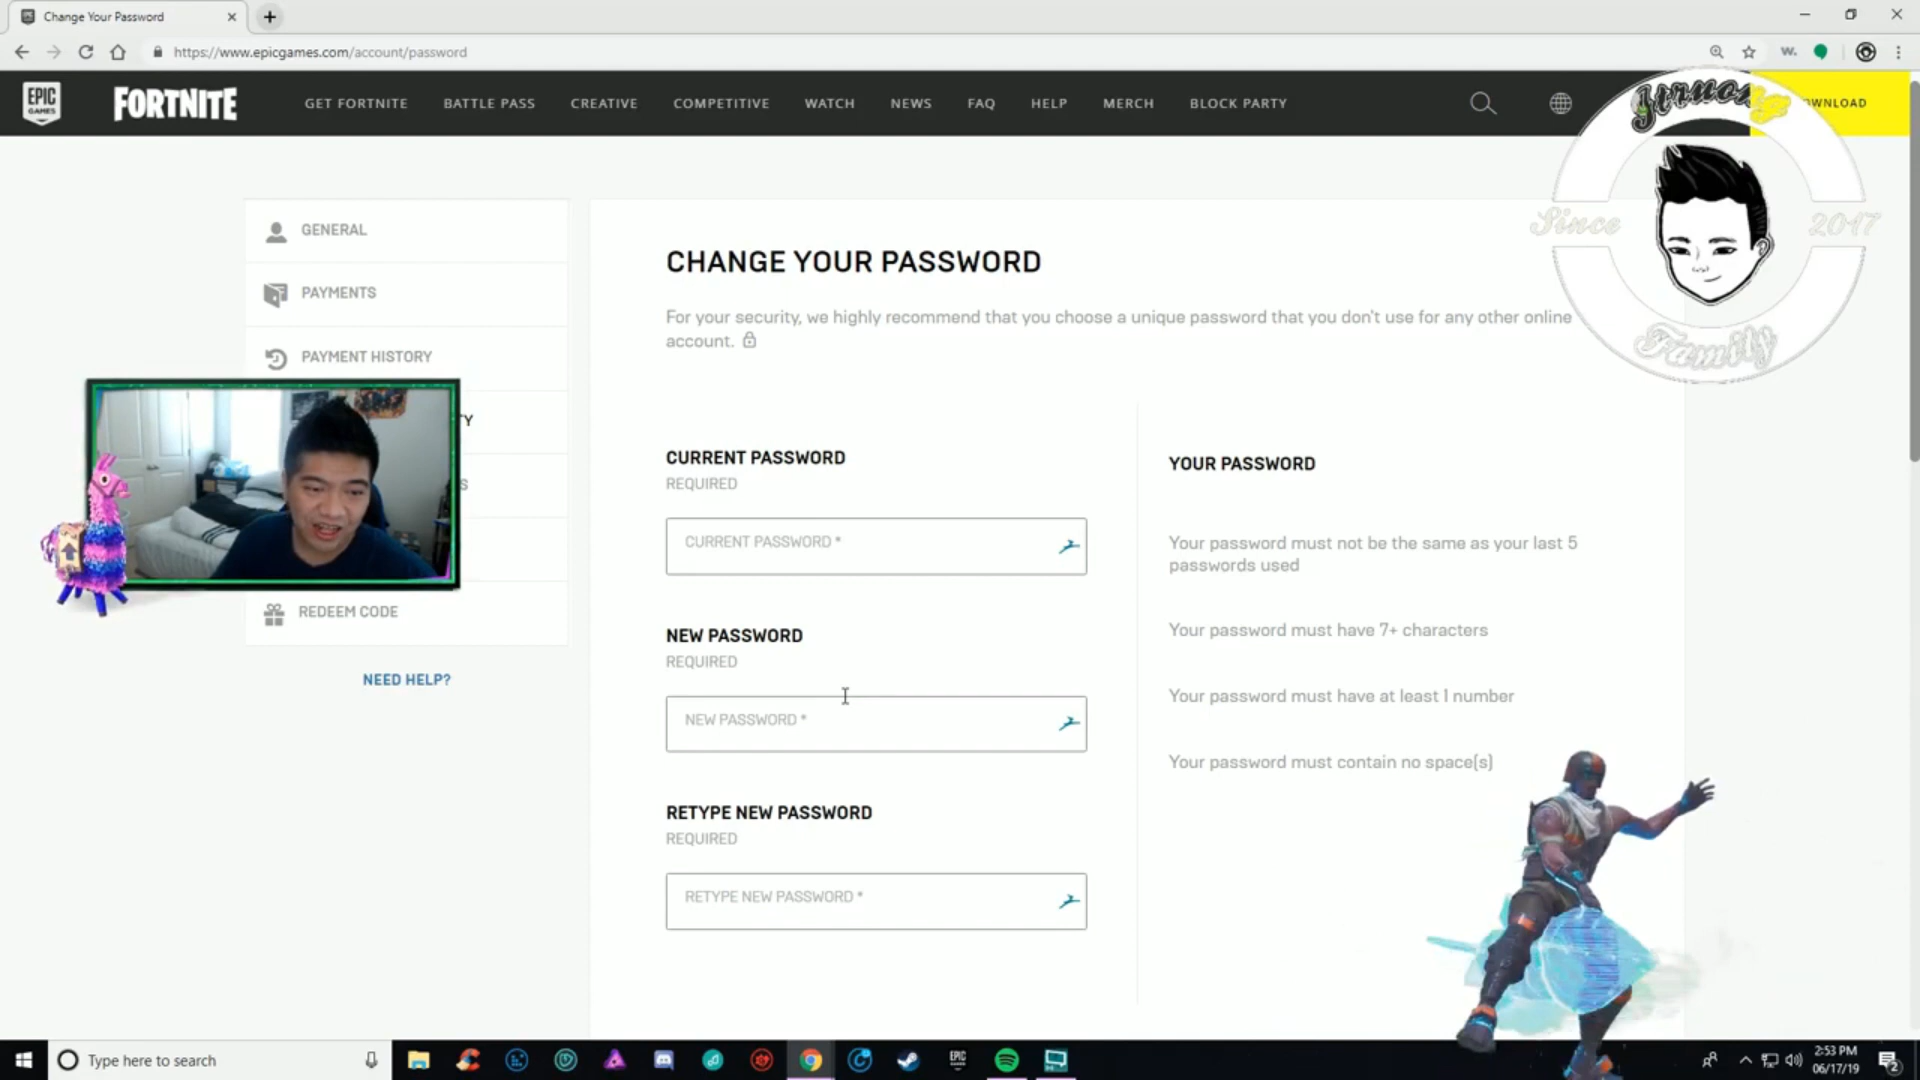 Change Your Password
https://www.epicgames.com/account/password
w.
EPIC
GAMES
FORTNITE
GET FORTNITE
BATTLE PASS
CREATIVE
COMPETITIVE
WATCH
NEWS
FAQ
HELP
MERCH
BLOCK PARTY
OWNLOAD
Since 2017
Family
GENERAL
PAYMENTS
PAYMENT HISTORY
TY
S
REDEEM CODE
NEED HELP?
CHANGE YOUR PASSWORD
For your security, we highly recommend that you choose a unique password that you don't use for any other online
account.
CURRENT PASSWORD
REQUIRED
CURRENT PASSWORD *
NEW PASSWORD
REQUIRED
NEW PASSWORD *
RETYPE NEW PASSWORD
REQUIRED
RETYPE NEW PASSWORD *
YOUR PASSWORD
Your password must not be the same as your last 5
passwords used
Your password must have 7+ characters
Your password must have at least 1 number
Your password must contain no space(s)
Type here to search
EPIC
2:53 PM
06/17/19
2